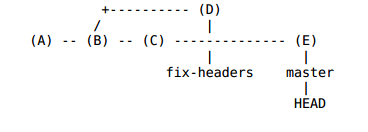 +---------- (D)
/ |
(A) -- (B) -- (C) -------------- (E)
| |
fix-headers master
|
HEAD